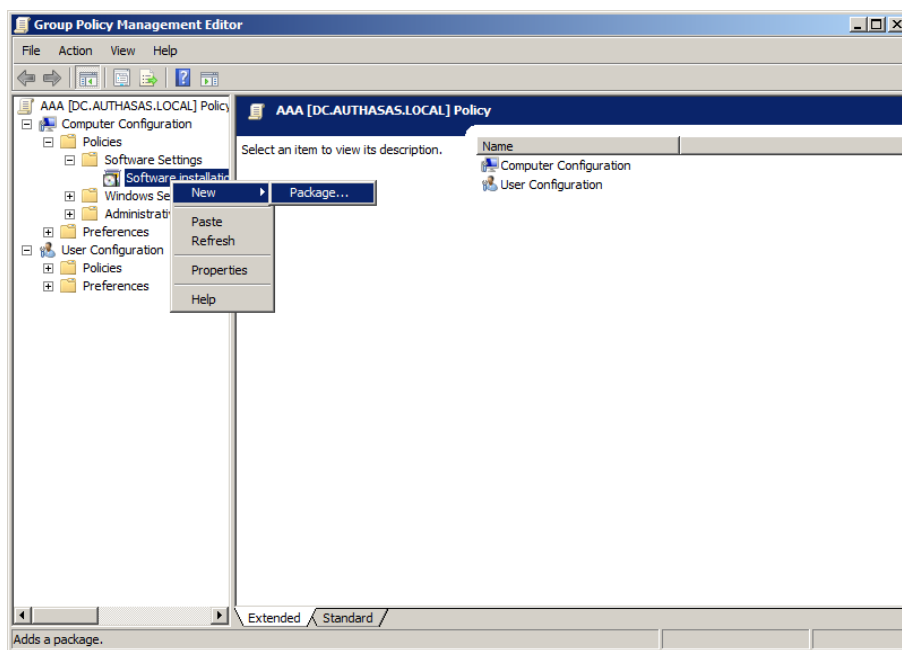 Group Policy Management Editor
File Action View Help
AAA [DC.AUTHASAS.LOCAL] Policy
Computer Configuration
Policies
Software Settings
Software installatio
Windows Se
Administrativ
Preferences
User Configuration
Policies
Preferences
New
Package...
Paste
Refresh
Properties
Help
AAA [DC.AUTHASAS.LOCAL] Policy
Select an item to view its description.
Name
Computer Configuration
User Configuration
Extended Standard
Adds a package.